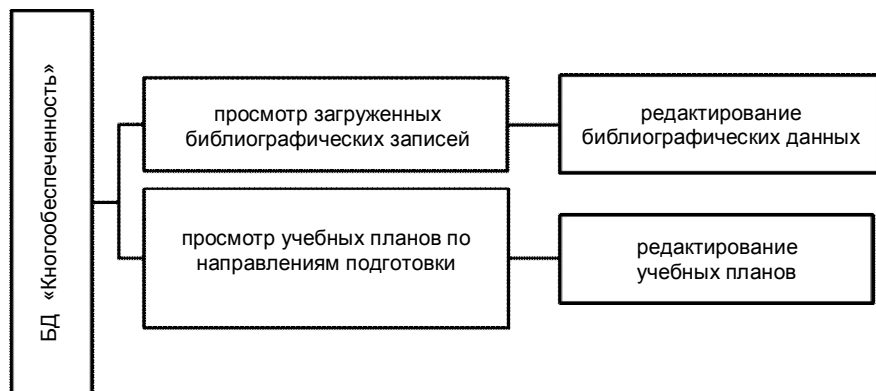 БД «Кногообеспеченность»
просмотр загруженных
библиографических записей
редактирование
библиографических данных
просмотр учебных планов по
направлениям подготовки
редактирование
учебных планов